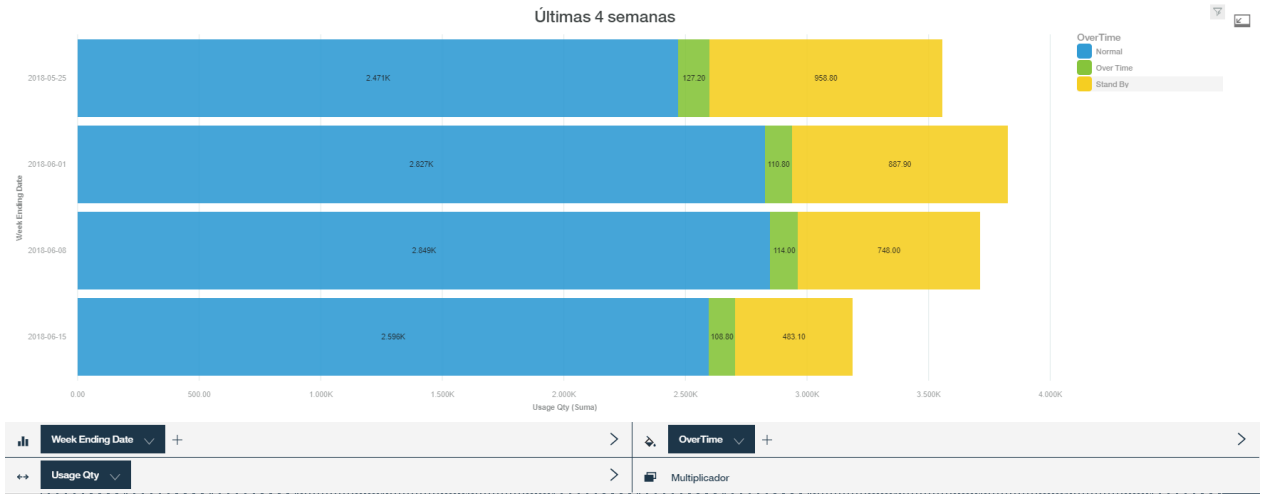 Últimas 4 semanas
OverTime
Normal
Over Time
Stand By
Week Ending Date
2018-05-25
2.471K 127.20 958.80
2018-06-01
2.827K 110.80 887.90
2018-06-08
2.849K 114.00 748.00
2018-06-15
2.596K 108.80 483.10
0.00 500.00 1.000K 1.500K 2.000K 2.500K 3.000K 3.500K 4.000K
Usage Qty (Suma)
Week Ending Date
OverTime
Usage Qty
Multiplicador